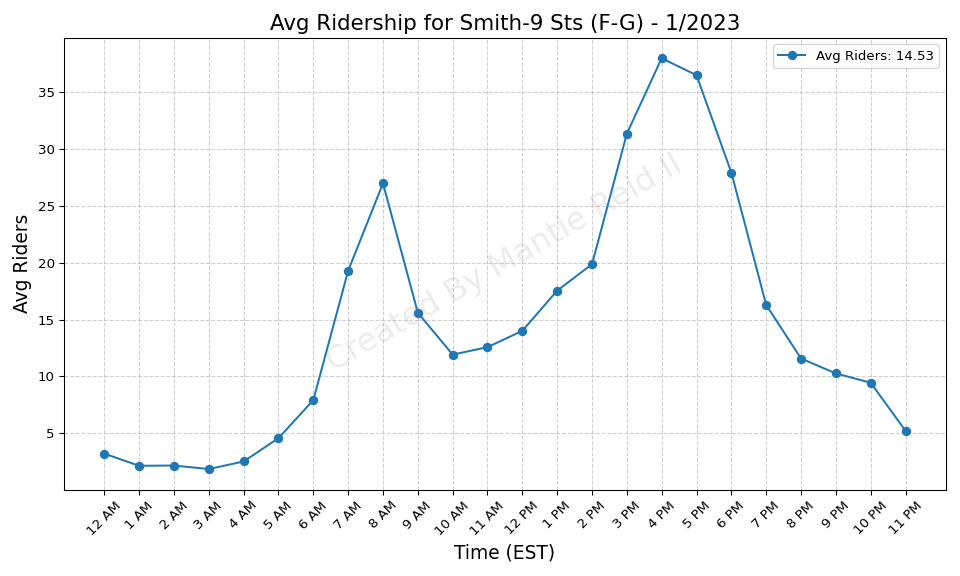 Avg Ridership for Smith-9 Sts (F-G) - 1/2023
Avg Riders: 14.53
35
30
25
20
15
10
5
Avg Riders
Created By Mantle Reid II
12 AM
1 AM
2 AM
3 AM
4 AM
5 AM
6 AM
7 AM
8 AM
9 AM
10 AM
11 AM
12 PM
1 PM
2 PM
3 PM
4 PM
5 PM
6 PM
7 PM
8 PM
9 PM
10 PM
11 PM
Time (EST)